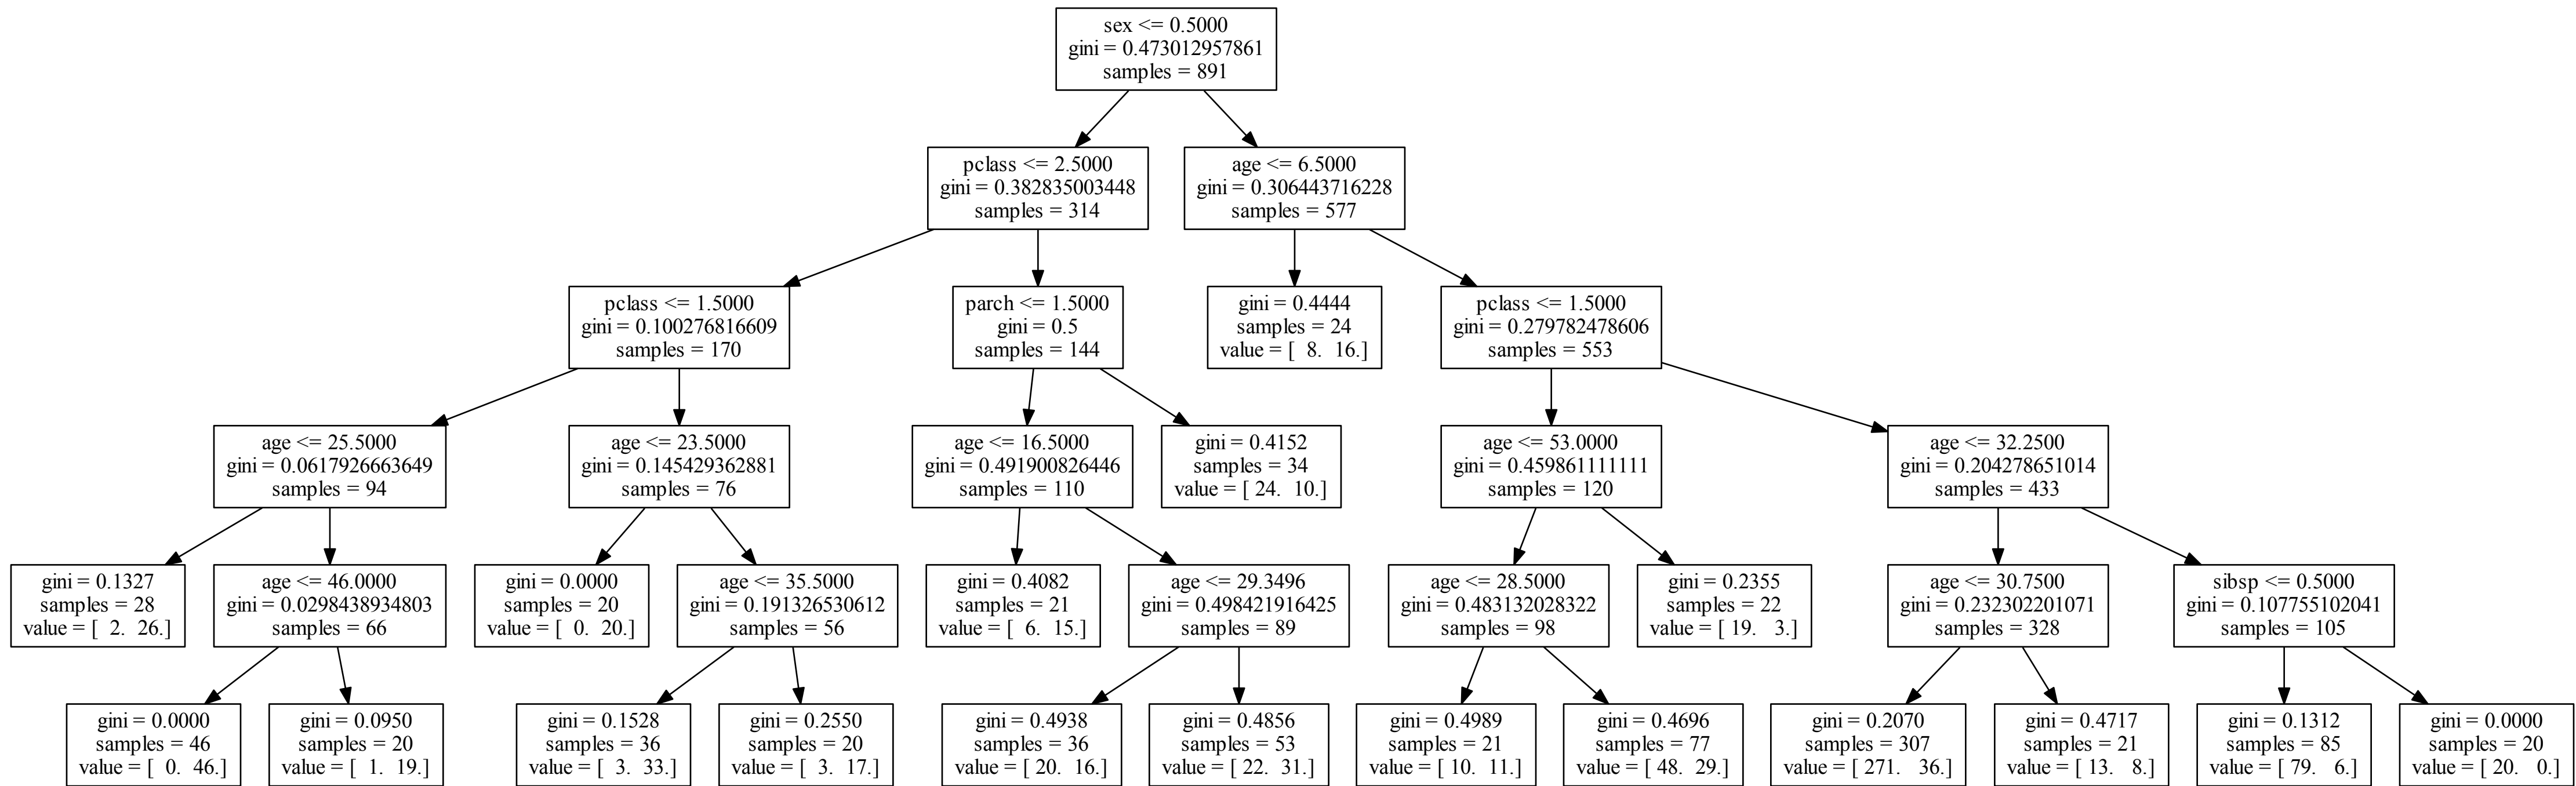 sex <= 0.5000
gini = 0.473012957861
samples = 891
pclass <= 2.5000
gini = 0.382835003448
samples = 314
age <= 6.5000
gini = 0.306443716228
samples = 577
pclass <= 1.5000
gini = 0.100276816609
samples = 170
parch <= 1.5000
gini = 0.5
samples = 144
gini = 0.4444
samples = 24
value = [  8.  16.]
pclass <= 1.5000
gini = 0.279782478606
samples = 553
age <= 25.5000
gini = 0.0617926663649
samples = 94
age <= 23.5000
gini = 0.145429362881
samples = 76
age <= 16.5000
gini = 0.491900826446
samples = 110
gini = 0.4152
samples = 34
value = [ 24.  10.]
age <= 53.0000
gini = 0.459861111111
samples = 120
age <= 32.2500
gini = 0.204278651014
samples = 433
gini = 0.1327
samples = 28
value = [  2.  26.]
age <= 46.0000
gini = 0.0298438934803
samples = 66
gini = 0.0000
samples = 20
value = [  0.  20.]
age <= 35.5000
gini = 0.191326530612
samples = 56
gini = 0.4082
samples = 21
value = [  6.  15.]
age <= 29.3496
gini = 0.498421916425
samples = 89
age <= 28.5000
gini = 0.483132028322
samples = 98
gini = 0.2355
samples = 22
value = [ 19.   3.]
age <= 30.7500
gini = 0.232302201071
samples = 328
sibsp <= 0.5000
gini = 0.107755102041
samples = 105
gini = 0.0000
samples = 46
value = [  0.  46.]
gini = 0.0950
samples = 20
value = [  1.  19.]
gini = 0.1528
samples = 36
value = [  3.  33.]
gini = 0.2550
samples = 20
value = [  3.  17.]
gini = 0.4938
samples = 36
value = [ 20.  16.]
gini = 0.4856
samples = 53
value = [ 22.  31.]
gini = 0.4989
samples = 21
value = [ 10.  11.]
gini = 0.4696
samples = 77
value = [ 48.  29.]
gini = 0.2070
samples = 307
value = [ 271.   36.]
gini = 0.4717
samples = 21
value = [ 13.   8.]
gini = 0.1312
samples = 85
value = [ 79.   6.]
gini = 0.0000
samples = 20
value = [ 20.   0.]